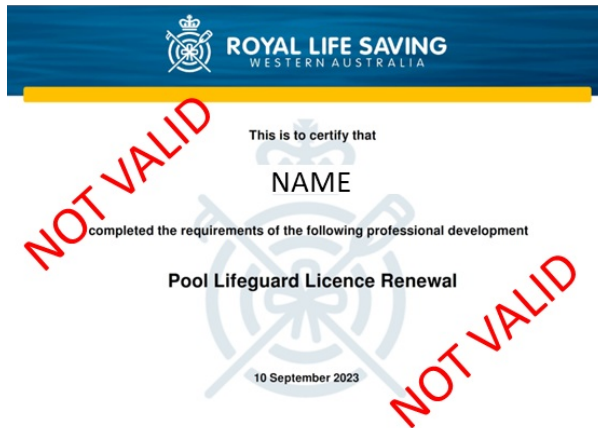 ROYAL LIFE SAVING
WESTERN AUSTRALIA
NOT VALID
This is to certify that
NAME
completed the requirements of the following professional development
Pool Lifeguard Licence Renewal
NOT VALID
10 September 2023